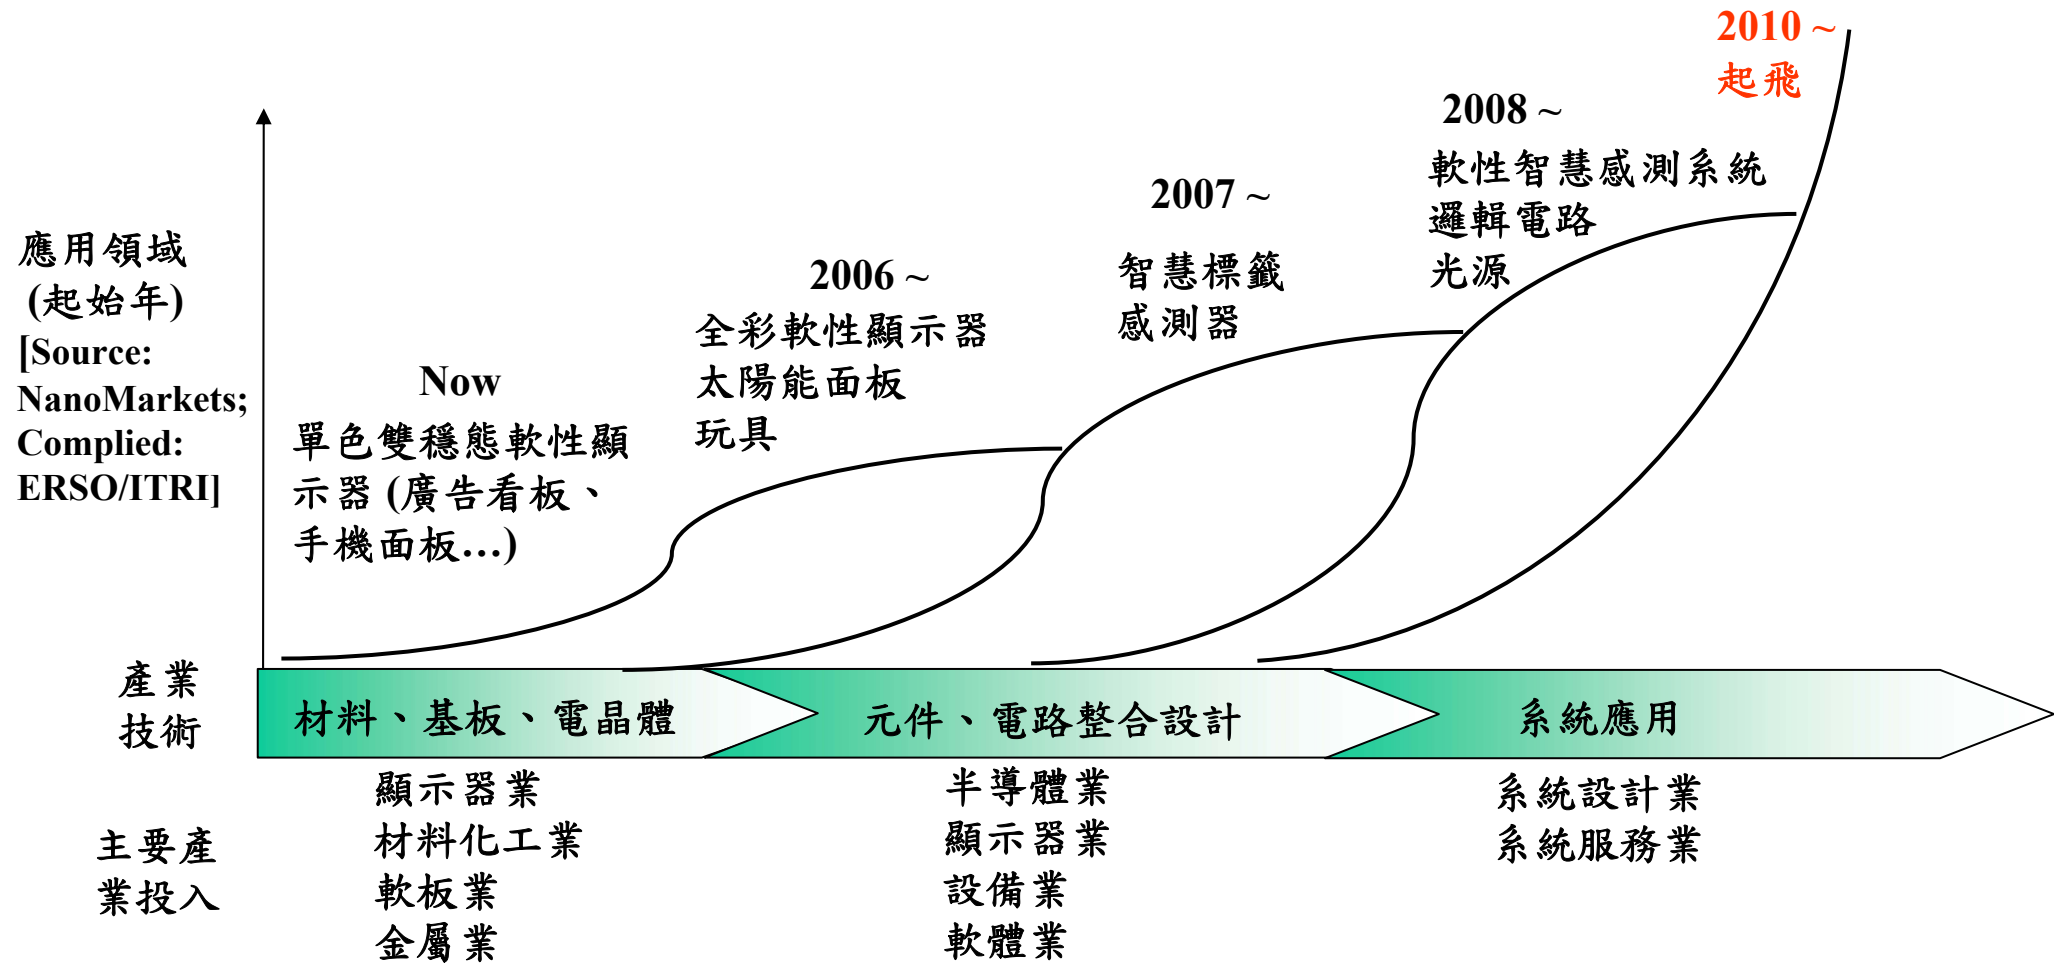 2010 ~
起飛
2008 ~
軟性智慧感測系統
邏輯電路
光源
2007 ~
智慧標籤
感測器
2006 ~
全彩軟性顯示器
太陽能面板
玩具
Now
單色雙穩態軟性顯
示器 (廣告看板、
手機面板…)
應用領域
(起始年)
[Source:
NanoMarkets;
Complied:
ERSO/ITRI]
產業
技術
材料、基板、電晶體
元件、電路整合設計
系統應用
主要產
業投入
顯示器業
材料化工業
軟板業
金屬業
半導體業
顯示器業
設備業
軟體業
系統設計業
系統服務業